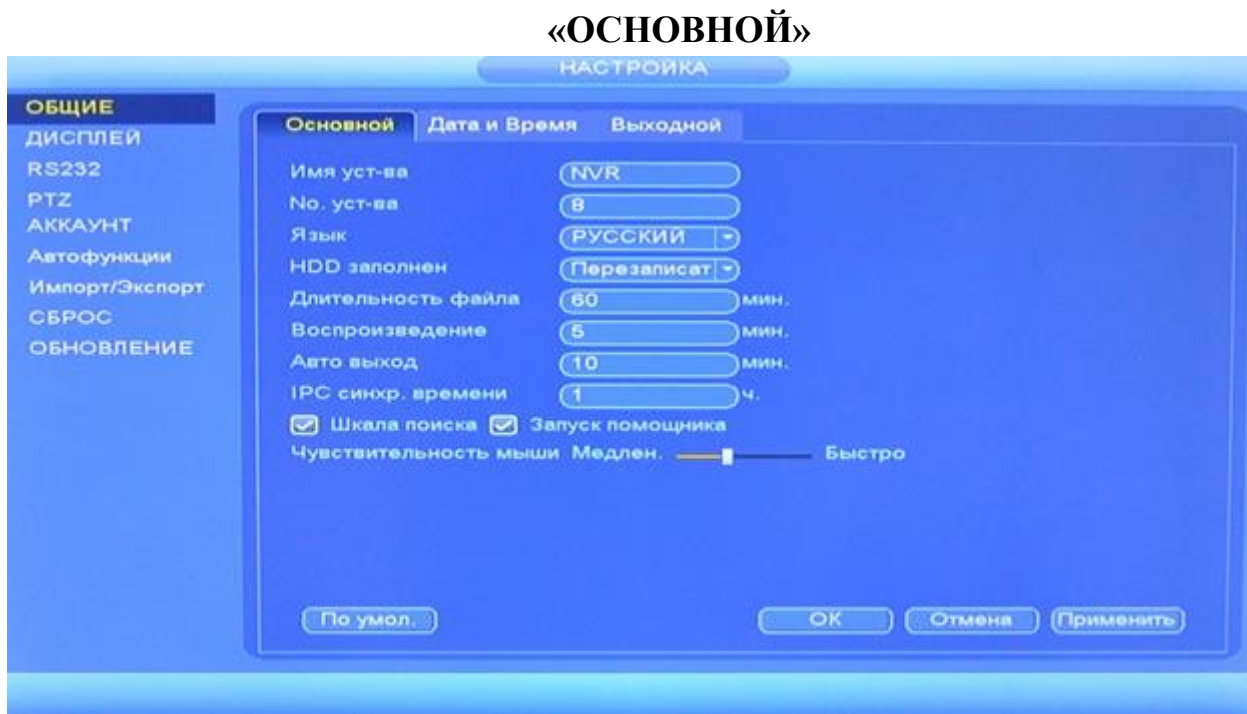 «ОСНОВНОЙ»
НАСТРОЙКА
ОБЩИЕ
ДИСПЛЕЙ
RS232
PTZ
АККАУНТ
Автофункции
Импорт/Экспорт
СБРОС
ОБНОВЛЕНИЕ
Основной Дата и Время Выходной
Имя уст-ва NVR
No. уст-ва 8
Язык РУССКИЙ
HDD заполнен Перезаписат
Длительность файла 60 мин.
Воспроизведение 5 мин.
Авто выход 10 мин.
IPC синхр. времени 1 ч.
Шкала поиска Запуск помощника
Чувствительность мыши Медлен. Быстро
По умол. OK Отмена Применить